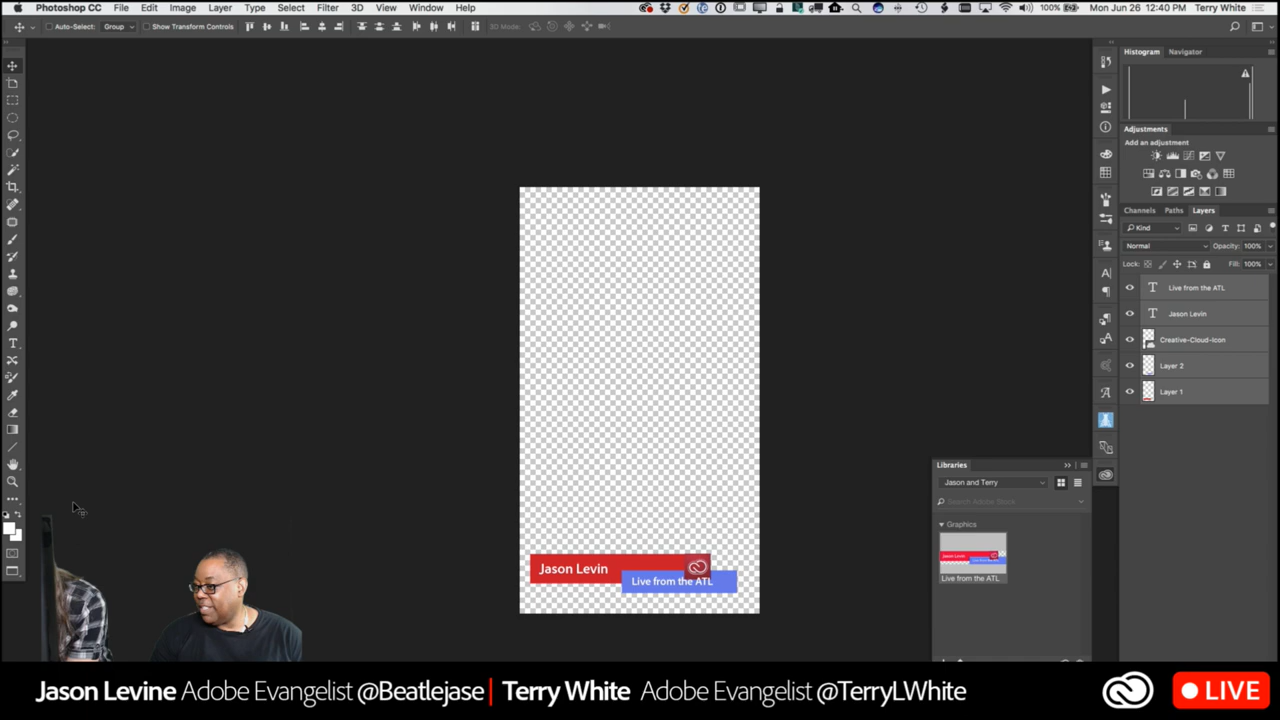 Photoshop CC File Edit Image Layer Type Select Filter 3D View Window Help 100% Mon Jun 26 12:40 PM Terry White
Auto-Select: Group Show Transform Controls 3D Mode:
Histogram Navigator
Adjustments
Add an adjustment
Channels Paths Layers
Kind
Normal Opacity: 100%
Lock: Fill: 100%
Live from the ATL
Jason Levin
Creative-Cloud-Icon
Layer 2
Layer 1
Libraries
Jason and Terry
Search Adobe Stock
Graphics
Live from the ATL
Jason Levin
Live from the ATL
Jason Levine Adobe Evangelist @Beatlejase | Terry White Adobe Evangelist @TerryLWhite
LIVE